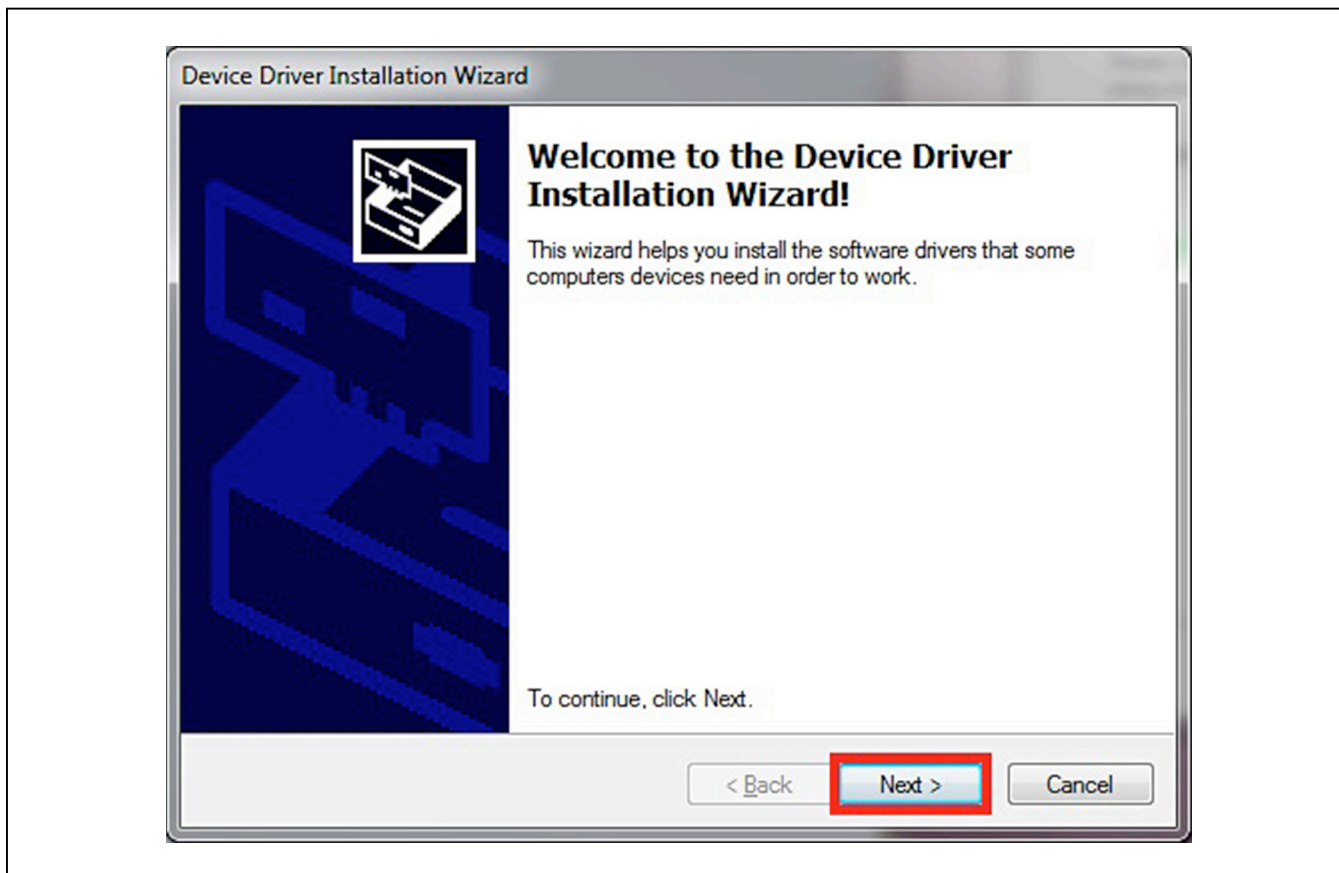 Device Driver Installation Wizard
Welcome to the Device Driver
Installation Wizard!
This wizard helps you install the software drivers that some
computers devices need in order to work.
To continue, click Next.
< Back
Next >
Cancel